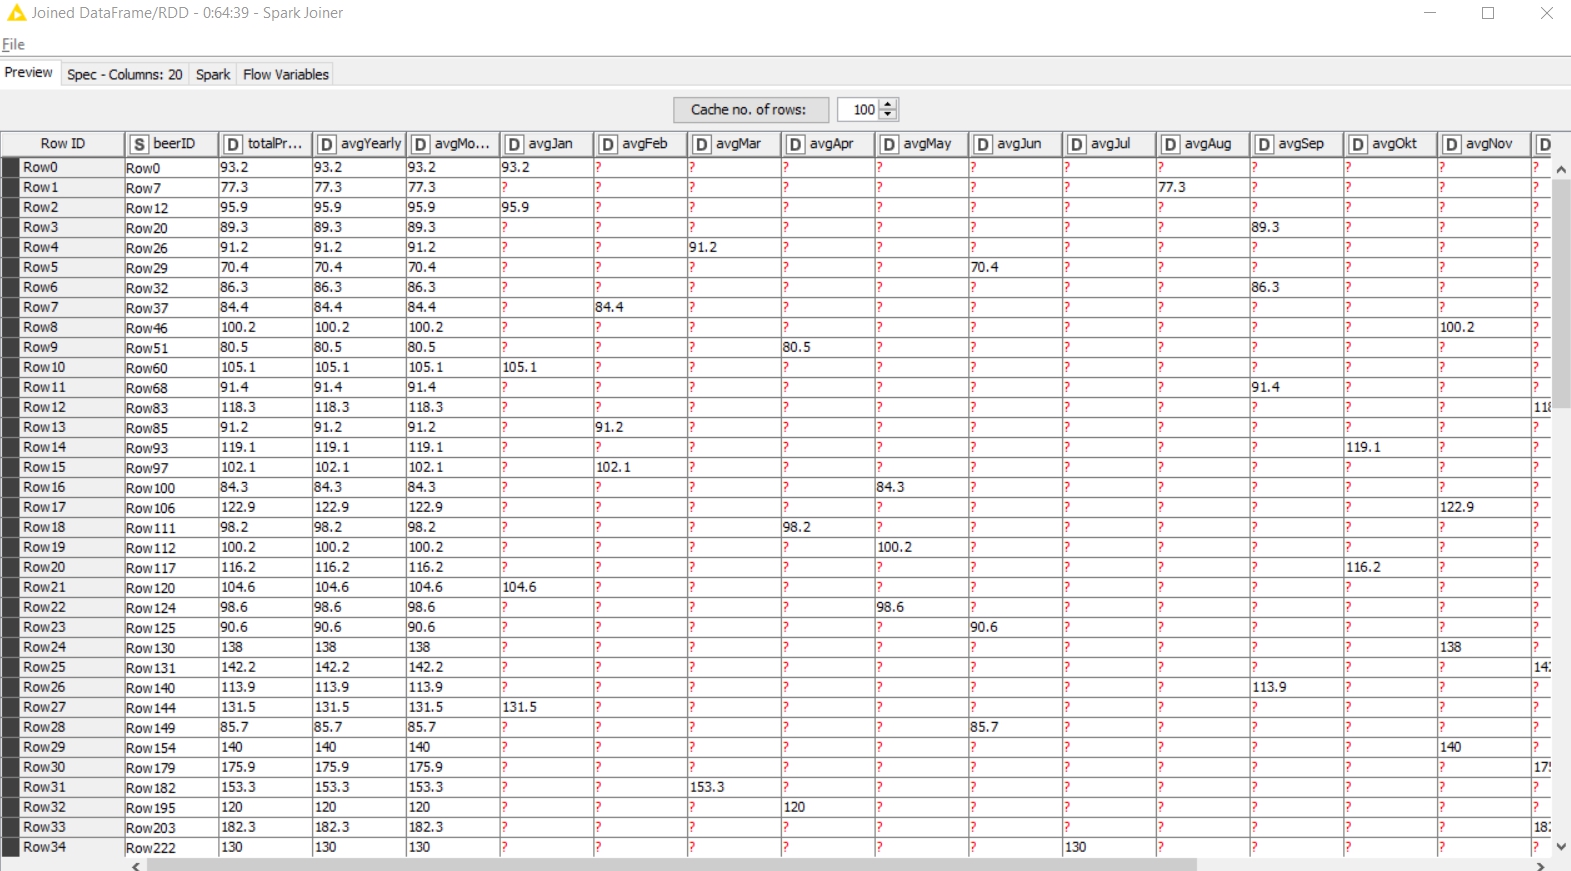 Joined DataFrame/RDD - 0:64:39 - Spark Joiner
File
Preview Spec - Columns: 20 Spark Flow Variables
Cache no. of rows: 100
Row ID S beerID D totalPr... D avgYearly D avgMo... D avgJan D avgFeb D avgMar D avgApr D avgMay D avgJun D avgJul D avgAug D avgSep D avgOkt D avgNov D
Row0 Row0 93.2 93.2 93.2 93.2 ? ? ? ? ? ? ? ? ? ? ?
Row1 Row7 77.3 77.3 77.3 ? ? ? ? ? ? ? 77.3 ? ? ? ?
Row2 Row12 95.9 95.9 95.9 95.9 ? ? ? ? ? ? ? ? ? ? ?
Row3 Row20 89.3 89.3 89.3 ? ? ? ? ? ? ? ? 89.3 ? ? ?
Row4 Row26 91.2 91.2 91.2 ? ? 91.2 ? ? ? ? ? ? ? ? ?
Row5 Row29 70.4 70.4 70.4 ? ? ? ? ? 70.4 ? ? ? ? ? ?
Row6 Row32 86.3 86.3 86.3 ? ? ? ? ? ? ? ? 86.3 ? ? ?
Row7 Row37 84.4 84.4 84.4 ? 84.4 ? ? ? ? ? ? ? ? ? ?
Row8 Row46 100.2 100.2 100.2 ? ? ? ? ? ? ? ? ? ? 100.2 ?
Row9 Row51 80.5 80.5 80.5 ? ? ? 80.5 ? ? ? ? ? ? ? ?
Row10 Row60 105.1 105.1 105.1 105.1 ? ? ? ? ? ? ? ? ? ? ?
Row11 Row68 91.4 91.4 91.4 ? ? ? ? ? ? ? ? 91.4 ? ? ?
Row12 Row83 118.3 118.3 118.3 ? ? ? ? ? ? ? ? ? ? ? 118
Row13 Row85 91.2 91.2 91.2 ? 91.2 ? ? ? ? ? ? ? ? ? ?
Row14 Row93 119.1 119.1 119.1 ? ? ? ? ? ? ? ? ? 119.1 ? ?
Row15 Row97 102.1 102.1 102.1 ? 102.1 ? ? ? ? ? ? ? ? ? ?
Row16 Row100 84.3 84.3 84.3 ? ? ? ? 84.3 ? ? ? ? ? ? ?
Row17 Row106 122.9 122.9 122.9 ? ? ? ? ? ? ? ? ? ? 122.9 ?
Row18 Row111 98.2 98.2 98.2 ? ? ? 98.2 ? ? ? ? ? ? ? ?
Row19 Row112 100.2 100.2 100.2 ? ? ? ? 100.2 ? ? ? ? ? ? ?
Row20 Row117 116.2 116.2 116.2 ? ? ? ? ? ? ? ? ? 116.2 ? ?
Row21 Row120 104.6 104.6 104.6 104.6 ? ? ? ? ? ? ? ? ? ? ?
Row22 Row124 98.6 98.6 98.6 ? ? ? ? 98.6 ? ? ? ? ? ? ?
Row23 Row125 90.6 90.6 90.6 ? ? ? ? ? 90.6 ? ? ? ? ? ?
Row24 Row130 138 138 138 ? ? ? ? ? ? ? ? ? ? 138 ?
Row25 Row131 142.2 142.2 142.2 ? ? ? ? ? ? ? ? ? ? ? 142
Row26 Row140 113.9 113.9 113.9 ? ? ? ? ? ? ? ? 113.9 ? ? ?
Row27 Row144 131.5 131.5 131.5 131.5 ? ? ? ? ? ? ? ? ? ? ?
Row28 Row149 85.7 85.7 85.7 ? ? ? ? ? 85.7 ? ? ? ? ? ?
Row29 Row154 140 140 140 ? ? ? ? ? ? ? ? ? ? 140 ?
Row30 Row179 175.9 175.9 175.9 ? ? ? ? ? ? ? ? ? ? ? 175
Row31 Row182 153.3 153.3 153.3 ? ? 153.3 ? ? ? ? ? ? ? ? ?
Row32 Row195 120 120 120 ? ? ? 120 ? ? ? ? ? ? ? ?
Row33 Row203 182.3 182.3 182.3 ? ? ? ? ? ? ? ? ? ? ? 182
Row34 Row222 130 130 130 ? ? ? ? ? ? 130 ? ? ? ? ?